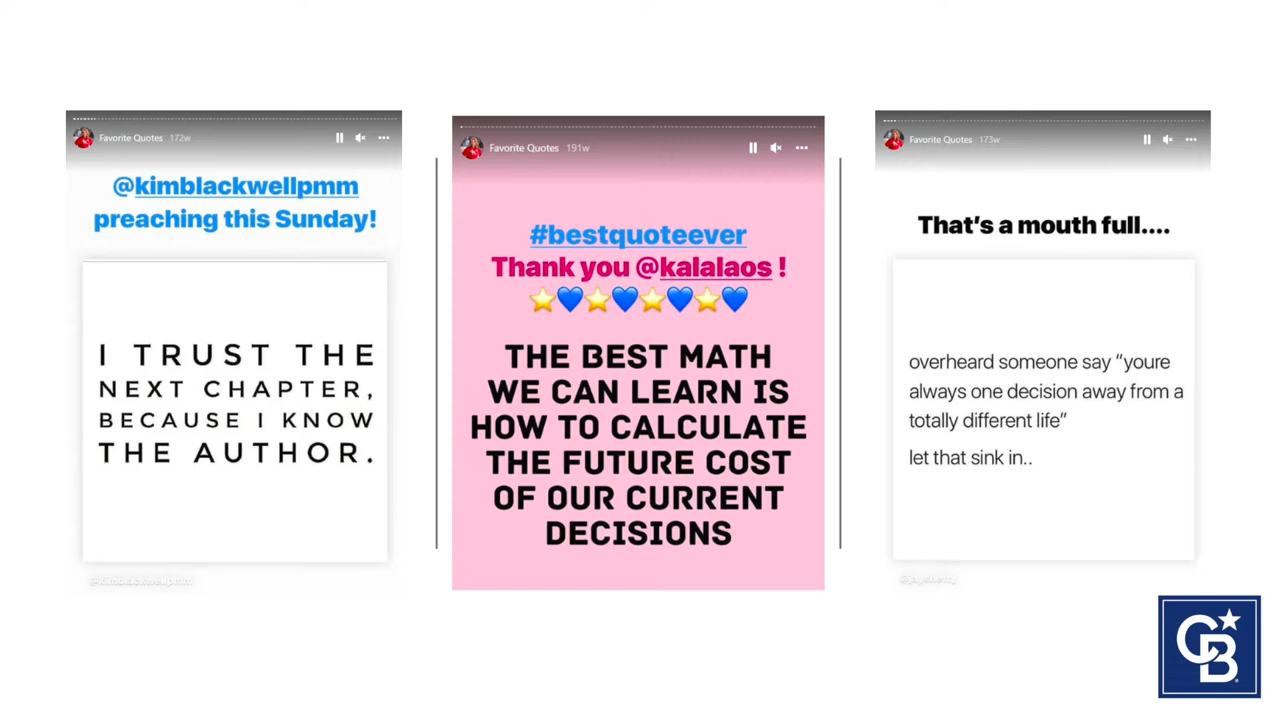 Favorite Quotes 172w
@kimblackwellpmm
preaching this Sunday!
I TRUST THE
NEXT CHAPTER,
BECAUSE I KNOW
THE AUTHOR.
@kimblackwellpmm
Favorite Quotes 191w
#bestquoteever
Thank you @kalalaos !
THE BEST MATH
WE CAN LEARN IS
HOW TO CALCULATE
THE FUTURE COST
OF OUR CURRENT
DECISIONS
Favorite Quotes 173w
That's a mouth full....
overheard someone say “youre
always one decision away from a
totally different life”
let that sink in..
@jayshetty
CB